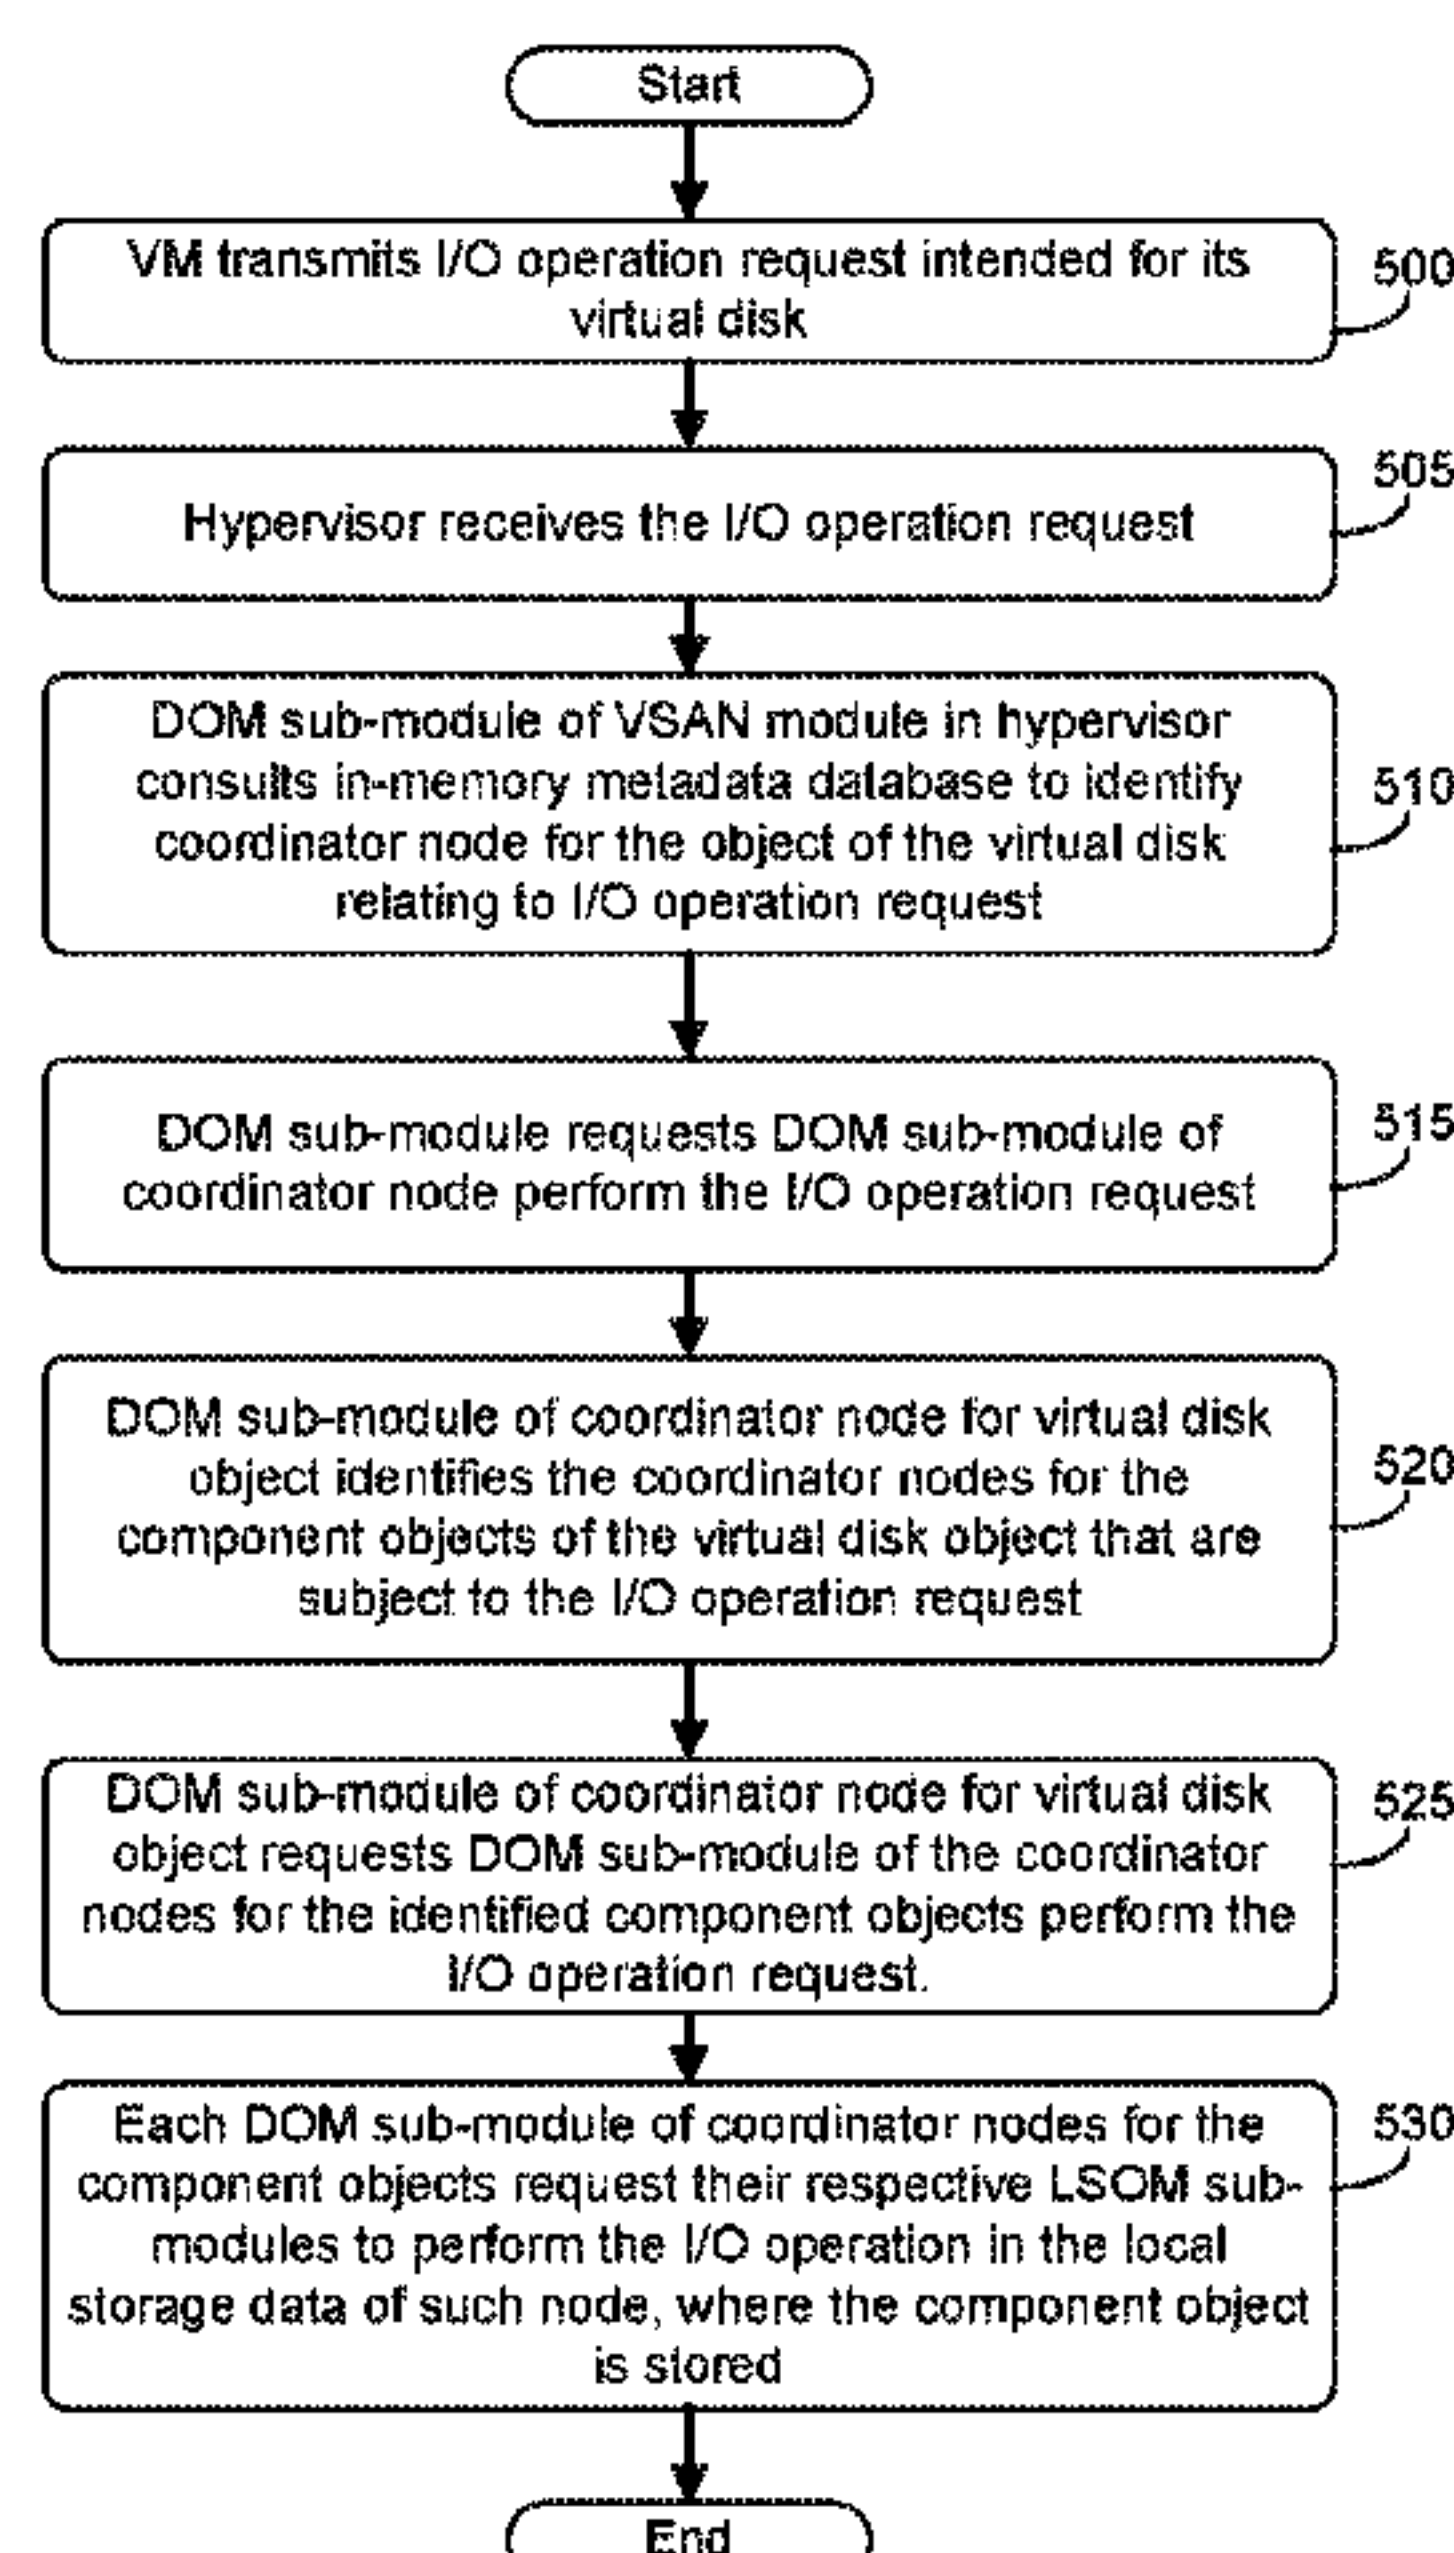 Start
VM transmits I/O operation request intended for its
virtual disk
500
Hypervisor receives the I/O operation request
505
DOM sub-module of VSAN module in hypervisor
consults in-memory metadata database to identify
coordinator node for the object of the virtual disk
relating to I/O operation request
510
DOM sub-module requests DOM sub-module of
coordinator node perform the I/O operation request
515
DOM sub-module of coordinator node for virtual disk
object identifies the coordinator nodes for the
component objects of the virtual disk object that are
subject to the I/O operation request
520
DOM sub-module of coordinator node for virtual disk
object requests DOM sub-module of the coordinator
nodes for the identified component objects perform the
I/O operation request.
525
Each DOM sub-module of coordinator nodes for the
component objects request their respective LSOM sub-
modules to perform the I/O operation in the local
storage data of such node, where the component object
is stored
530
End